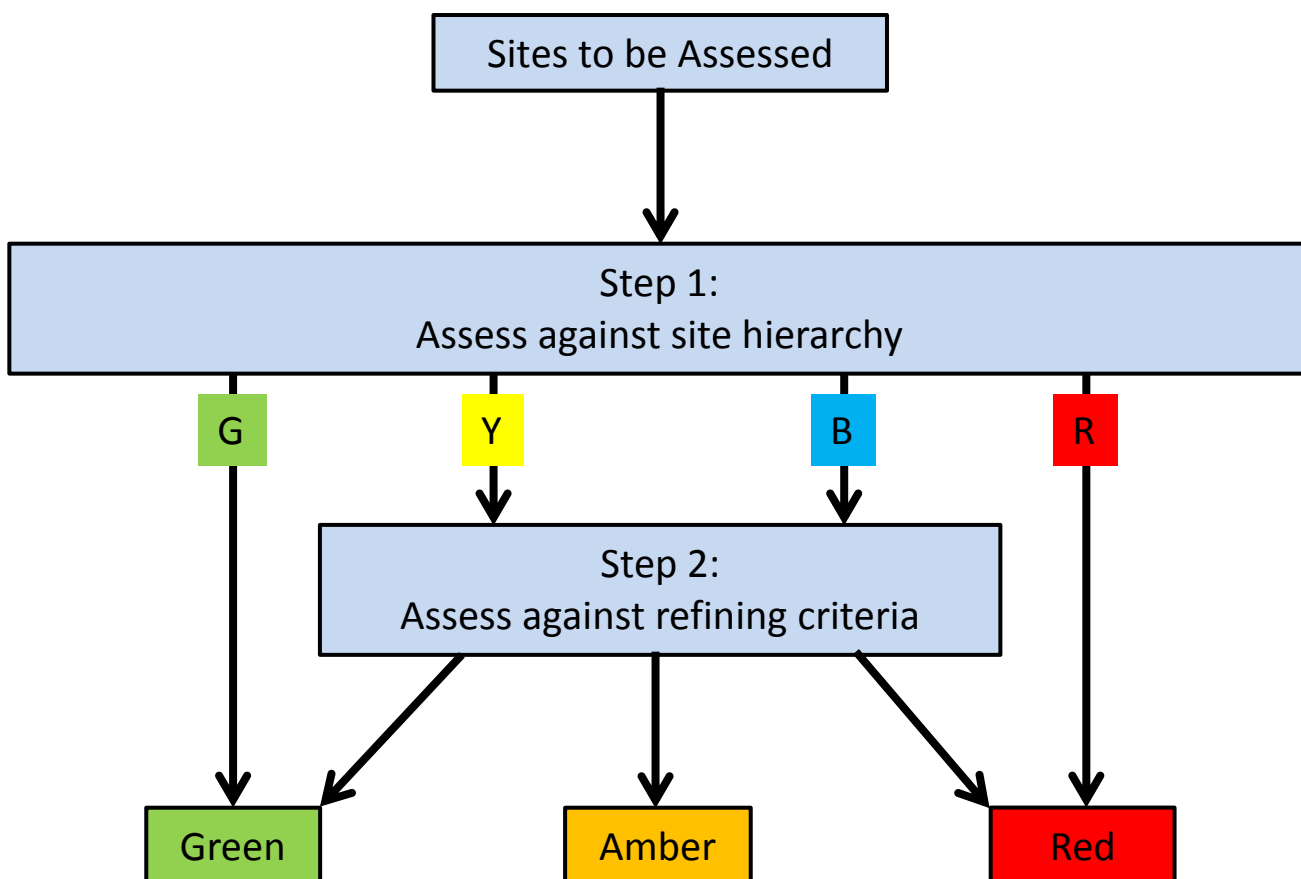 Sites to be Assessed
Step 1:
Assess against site hierarchy
G
Y
B
R
Step 2:
Assess against refining criteria
Green
Amber
Red